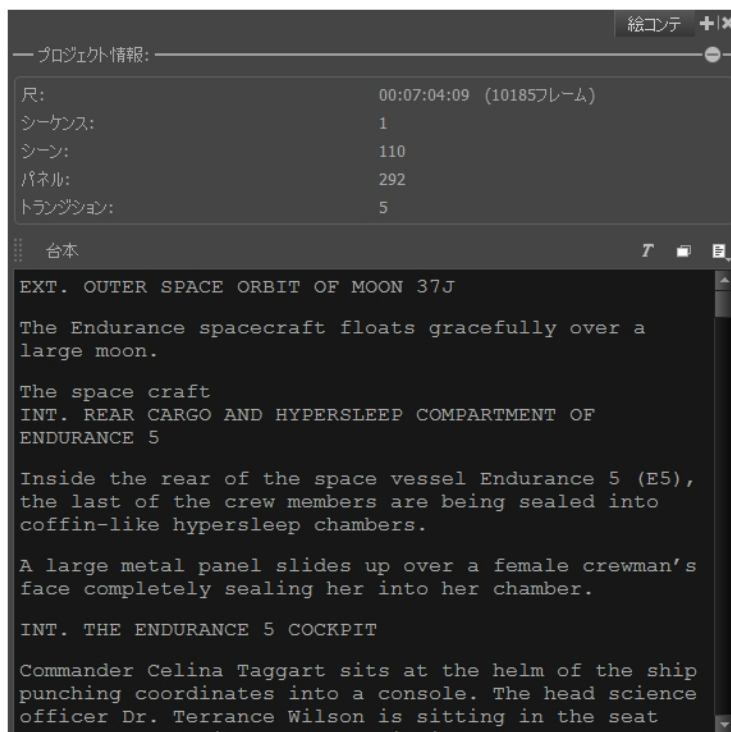 絵コンテ
プロジェクト情報:
尺: 00:07:04:09 (10185フレーム)
シーケンス: 1
シーン: 110
パネル: 292
トランジション: 5
台本
EXT. OUTER SPACE ORBIT OF MOON 37J
The Endurance spacecraft floats gracefully over a
large moon.
The space craft
INT. REAR CARGO AND HYPERSLEEP COMPARTMENT OF
ENDURANCE 5
Inside the rear of the space vessel Endurance 5 (E5),
the last of the crew members are being sealed into
coffin-like hypersleep chambers.
A large metal panel slides up over a female crewman's
face completely sealing her into her chamber.
INT. THE ENDURANCE 5 COCKPIT
Commander Celina Taggart sits at the helm of the ship
punching coordinates into a console. The head science
officer Dr. Terrance Wilson is sitting in the seat